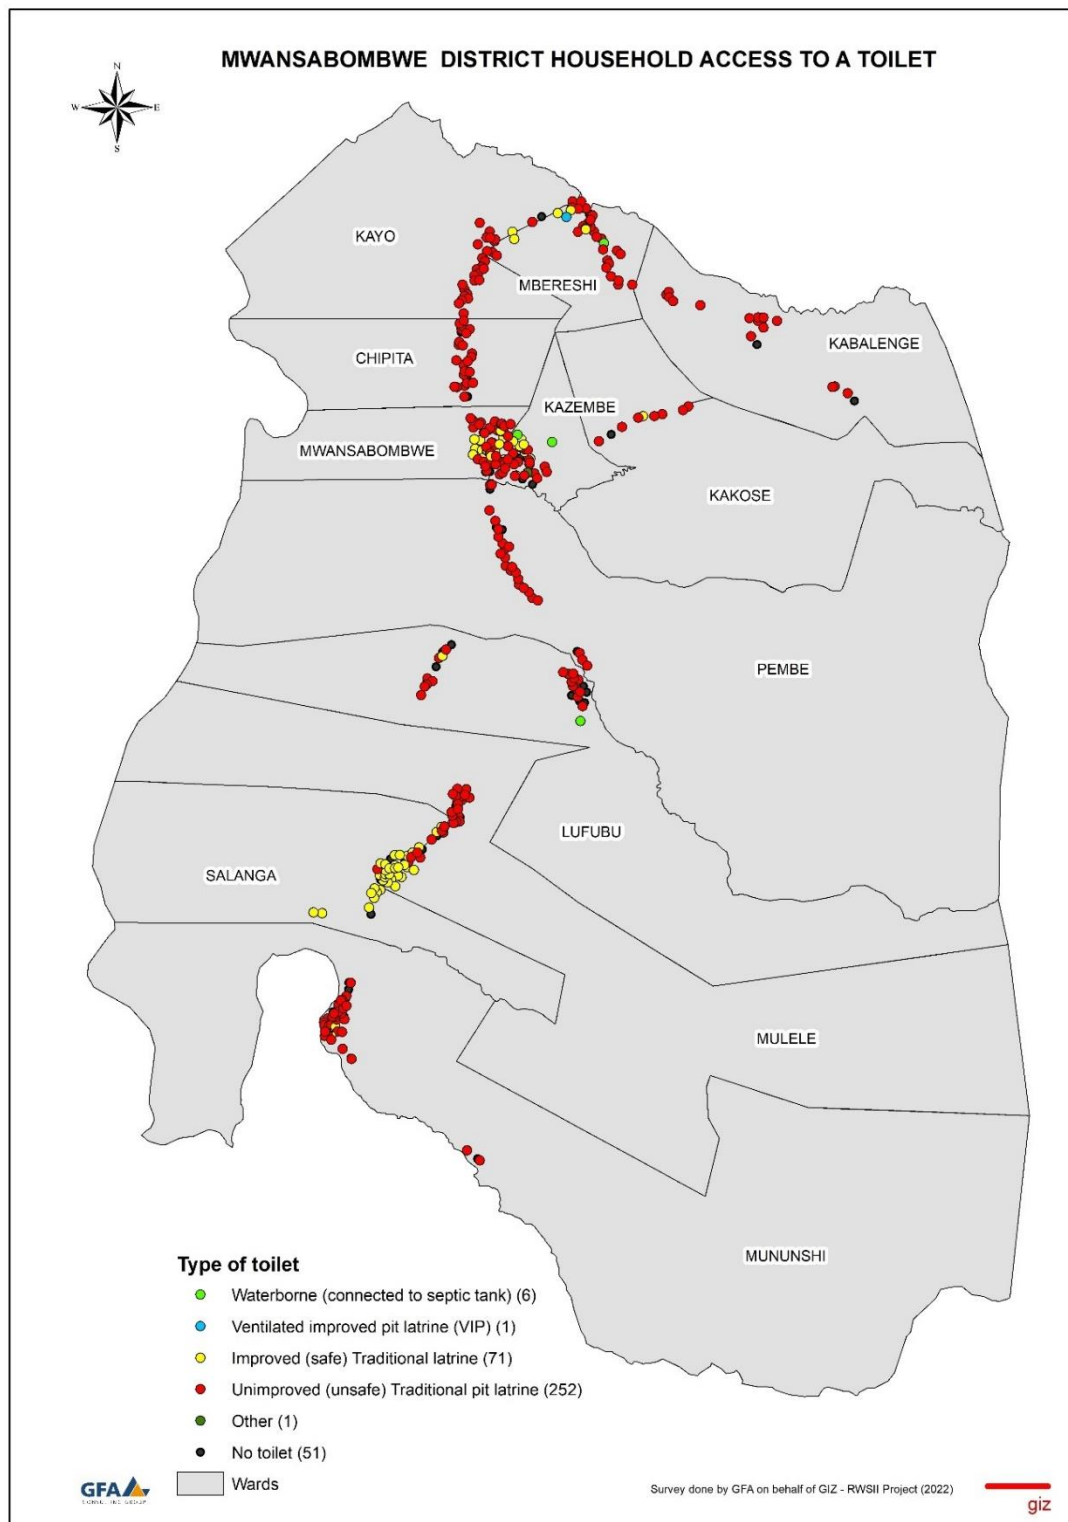 MWANSABOMBWE DISTRICT HOUSEHOLD ACCESS TO A TOILET
N
W E
S
KAYO
MBERESHI
CHIPITA
KABALENGE
KAZEMBE
MWANSABOMBWE
KAKOSE
PEMBE
LUFUBU
SALANGA
MULELE
MUNUNSHI
Type of toilet
Waterborne (connected to septic tank) (6)
Ventilated improved pit latrine (VIP) (1)
Improved (safe) Traditional latrine (71)
Unimproved (unsafe) Traditional pit latrine (252)
Other (1)
No toilet (51)
Wards
GFA
CONSULTING GROUP
Survey done by GFA on behalf of GIZ - RWSII Project (2022)
giz